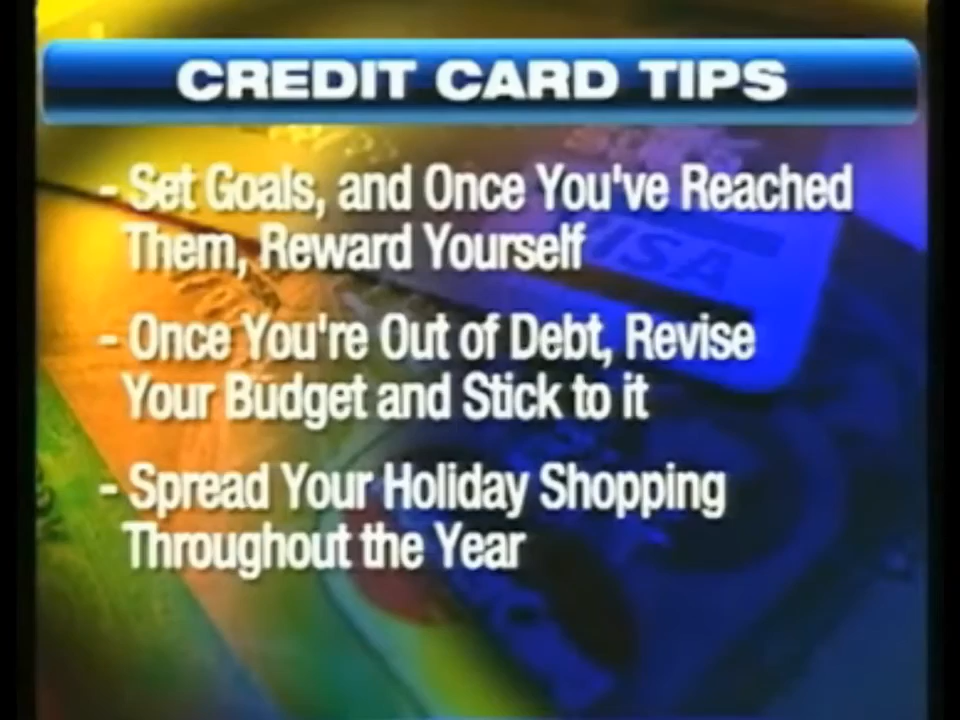 CREDIT CARD TIPS
- Set Goals, and Once You've Reached
Them, Reward Yourself
VISA
- Once You're Out of Debt, Revise
Your Budget and Stick to it
- Spread Your Holiday Shopping
Throughout the Year